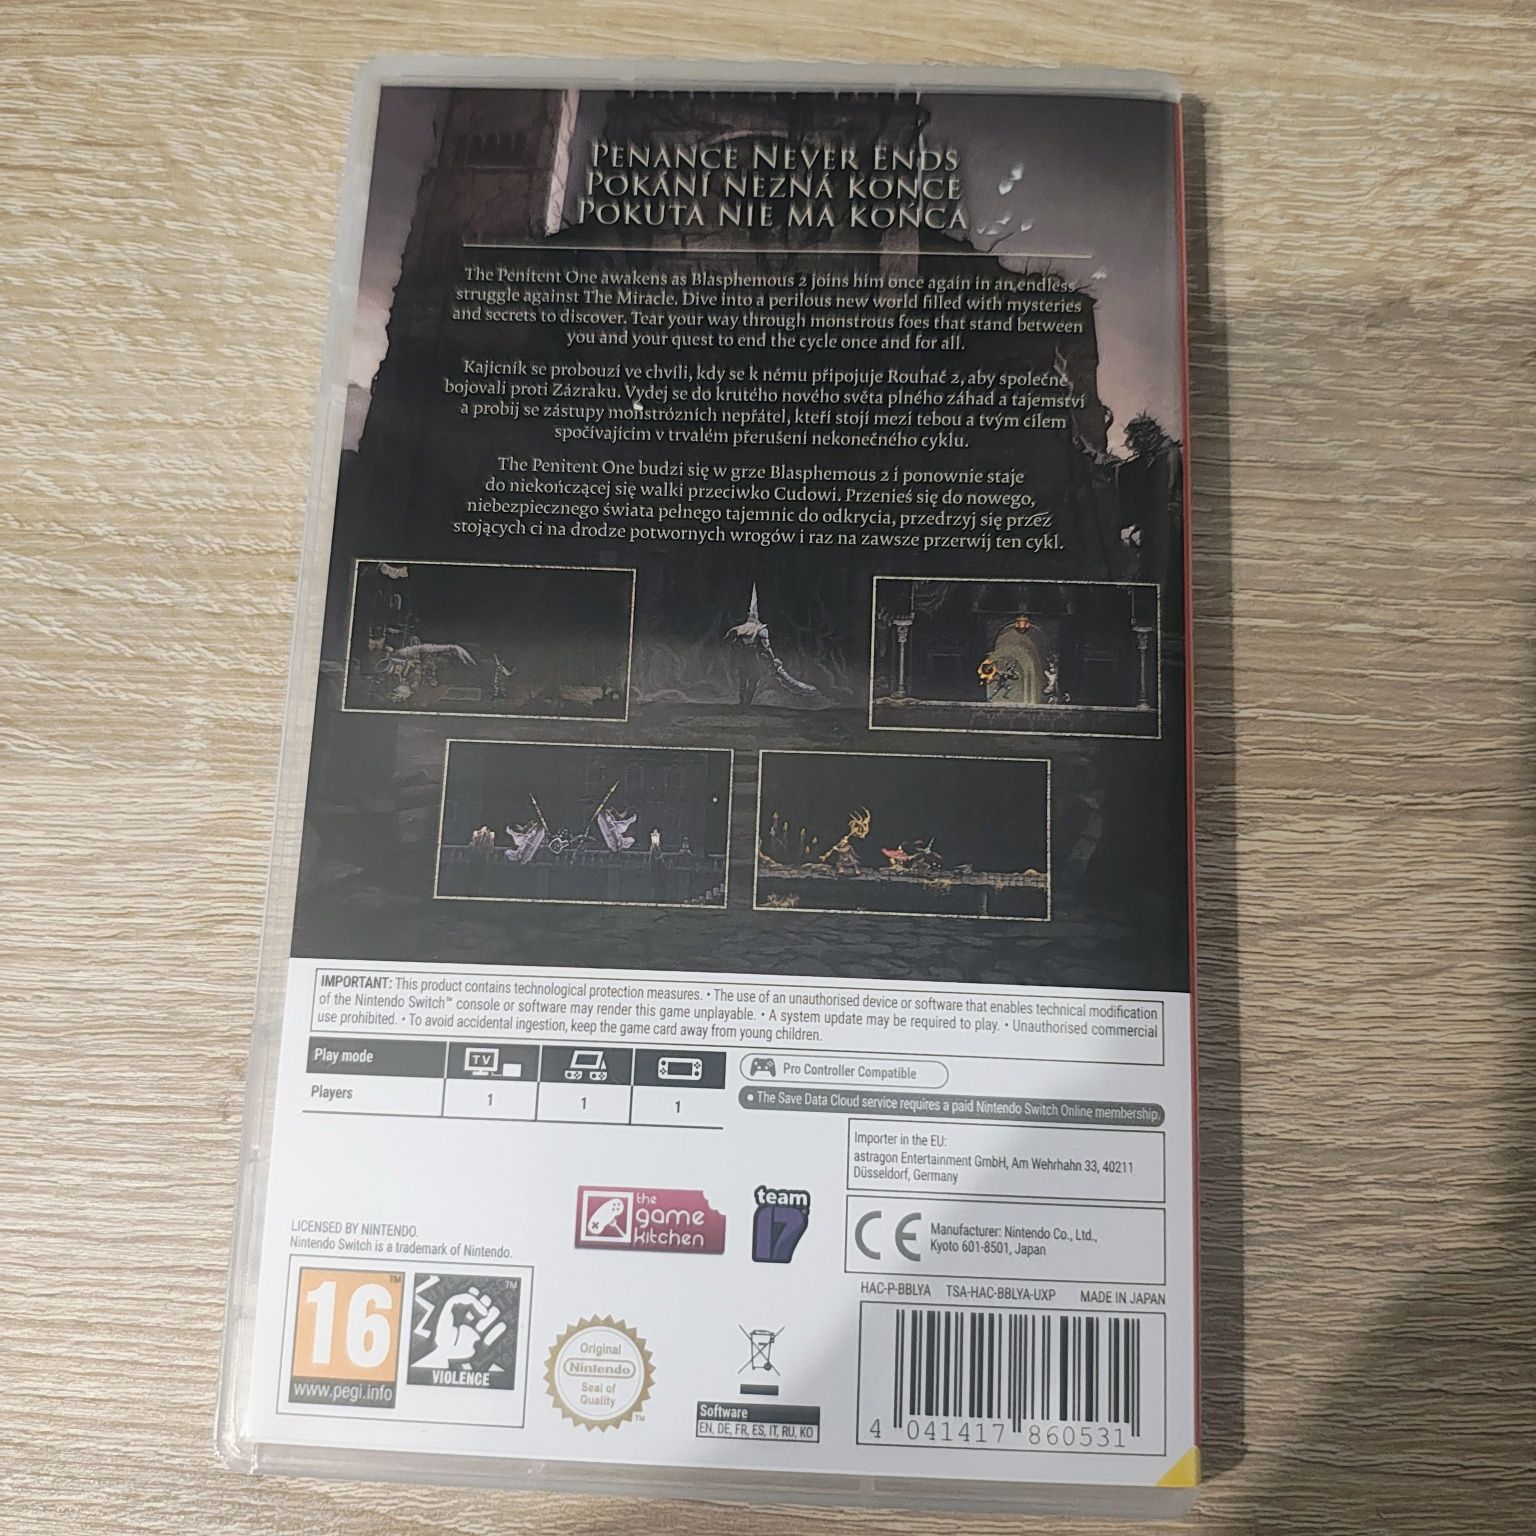 PENANCE NEVER ENDS
POKÁNÍ NEZNÁ KONCE
POKUTA NIE MA KOŃCA
The Penitent One awakens as Blasphemous 2 joins him once again in an endless
struggle against The Miracle. Dive into a perilous new world filled with mysteries
and secrets to discover. Tear your way through monstrous foes that stand between
you and your quest to end the cycle once and for all.
Kajícník se probouzí ve chvíli, kdy se k němu připojuje Rouhač 2, aby společně
bojovali proti Zázraku. Vydej se do krutého nového světa plného záhad a tajemství
a probij se zástupy monstrózních nepřátel, kteří stojí mezi tebou a tvým cílem
spočívajícím v trvalém přerušení nekonečného cyklu.
The Penitent One budzi się w grze Blasphemous 2 i ponownie staje
do niekończącej się walki przeciwko Cudowi. Przenieś się do nowego,
niebezpiecznego świata pełnego tajemnic do odkrycia, przedrzyj się przez
stojących ci na drodze potwornych wrogów i raz na zawsze przerwij ten cykl.
IMPORTANT: This product contains technological protection measures. • The use of an unauthorised device or software that enables technical modification
of the Nintendo Switch™ console or software may render this game unplayable. • A system update may be required to play. • Unauthorised commercial
use prohibited. • To avoid accidental ingestion, keep the game card away from young children.
Play mode TV
Players 1 1 1
Pro Controller Compatible
• The Save Data Cloud service requires a paid Nintendo Switch Online membership.
Importer in the EU:
astragon Entertainment GmbH, Am Wehrhahn 33, 40211
Düsseldorf, Germany
the
game
kitchen
team
17
CE
Manufacturer: Nintendo Co., Ltd.,
Kyoto 601-8501, Japan
LICENSED BY NINTENDO.
Nintendo Switch is a trademark of Nintendo.
HAC-P-BBLYA TSA-HAC-BBLYA-UXP MADE IN JAPAN
16 ™
www.pegi.info
™
VIOLENCE
Original
Nintendo
Seal of
Quality
™
Software
EN, DE, FR, ES, IT, RU, KO
4 041417 860531